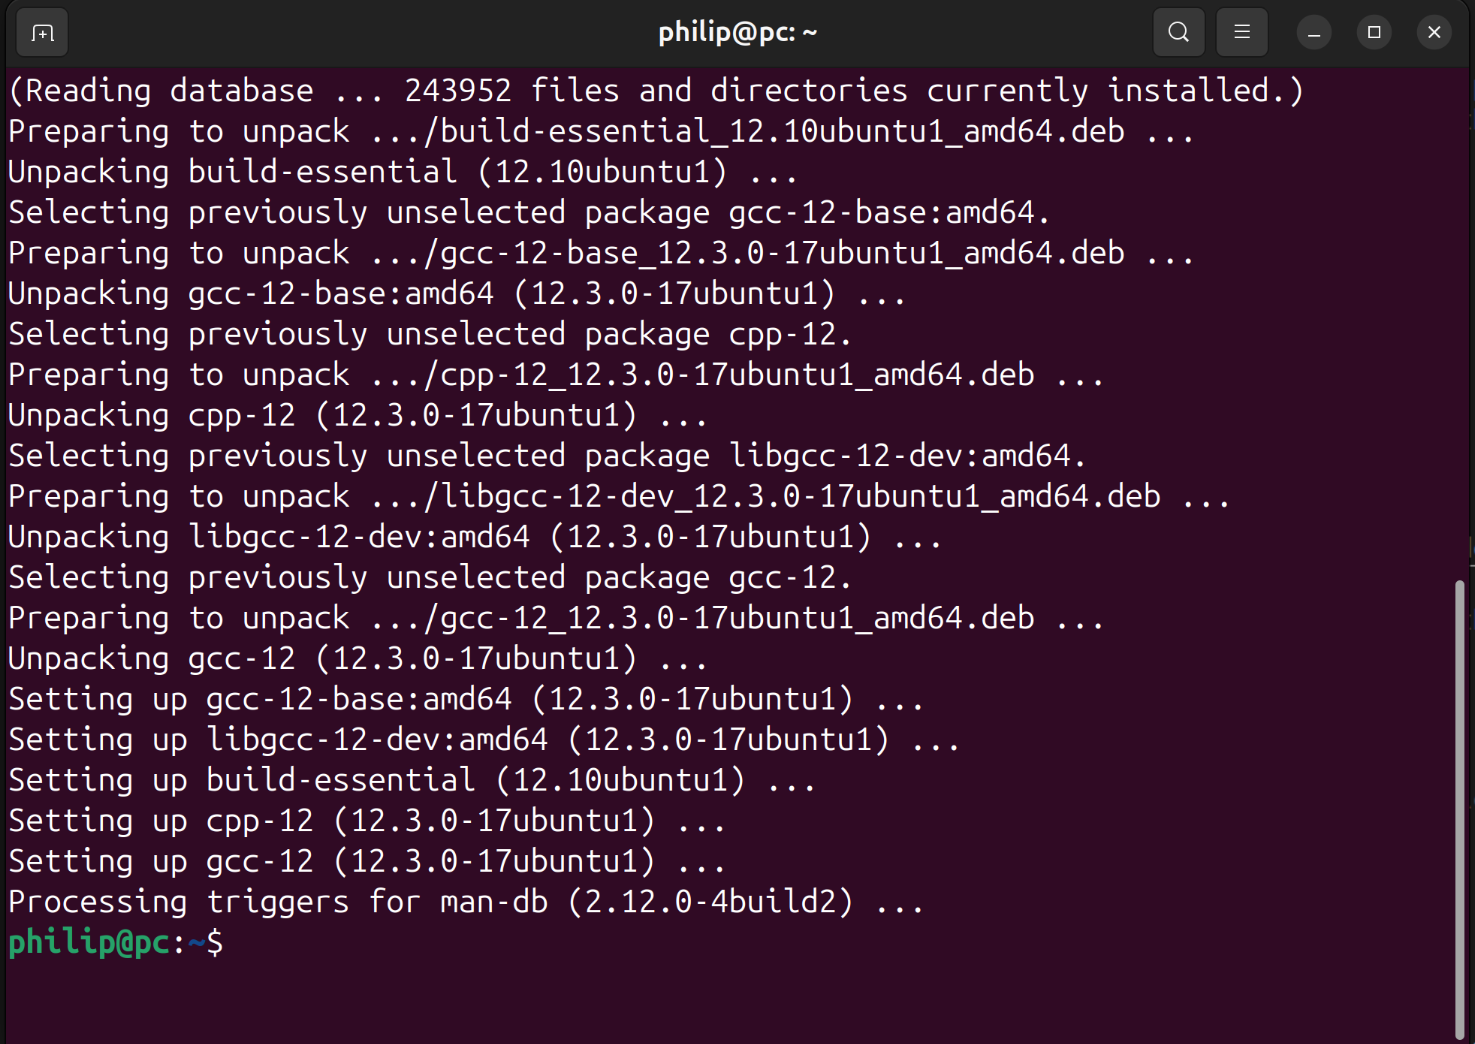 philip@pc: ~
(Reading database ... 243952 files and directories currently installed.)
Preparing to unpack .../build-essential_12.10ubuntu1_amd64.deb ...
Unpacking build-essential (12.10ubuntu1) ...
Selecting previously unselected package gcc-12-base:amd64.
Preparing to unpack .../gcc-12-base_12.3.0-17ubuntu1_amd64.deb ...
Unpacking gcc-12-base:amd64 (12.3.0-17ubuntu1) ...
Selecting previously unselected package cpp-12.
Preparing to unpack .../cpp-12_12.3.0-17ubuntu1_amd64.deb ...
Unpacking cpp-12 (12.3.0-17ubuntu1) ...
Selecting previously unselected package libgcc-12-dev:amd64.
Preparing to unpack .../libgcc-12-dev_12.3.0-17ubuntu1_amd64.deb ...
Unpacking libgcc-12-dev:amd64 (12.3.0-17ubuntu1) ...
Selecting previously unselected package gcc-12.
Preparing to unpack .../gcc-12_12.3.0-17ubuntu1_amd64.deb ...
Unpacking gcc-12 (12.3.0-17ubuntu1) ...
Setting up gcc-12-base:amd64 (12.3.0-17ubuntu1) ...
Setting up libgcc-12-dev:amd64 (12.3.0-17ubuntu1) ...
Setting up build-essential (12.10ubuntu1) ...
Setting up cpp-12 (12.3.0-17ubuntu1) ...
Setting up gcc-12 (12.3.0-17ubuntu1) ...
Processing triggers for man-db (2.12.0-4build2) ...
philip@pc:~$